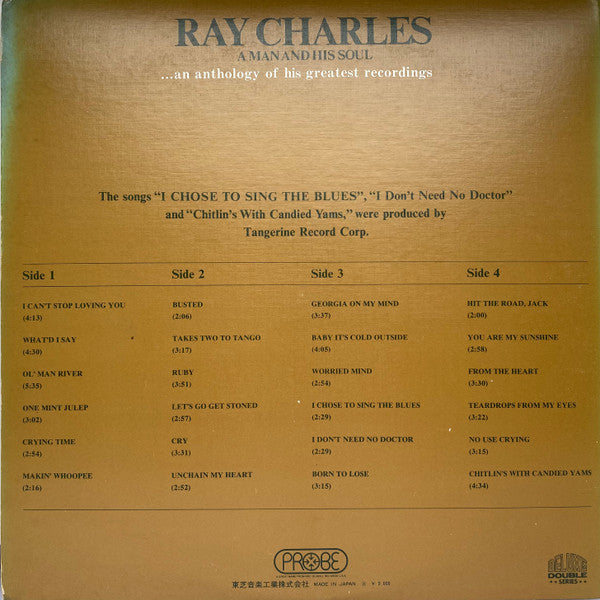 RAY CHARLES
A MAN AND HIS SOUL
...an anthology of his greatest recordings
The songs “I CHOSE TO SING THE BLUES”, “I Don't Need No Doctor”
and “Chitlin's With Candied Yams,” were produced by
Tangerine Record Corp.
Side 1
I CAN'T STOP LOVING YOU
(4:13)
WHAT'D I SAY
(4:30)
OL' MAN RIVER
(5:35)
ONE MINT JULEP
(3:02)
CRYING TIME
(2:54)
MAKIN' WHOOPEE
(2:16)
Side 2
BUSTED
(2:06)
TAKES TWO TO TANGO
(3:17)
RUBY
(3:51)
LET'S GO GET STONED
(2:57)
CRY
(3:31)
UNCHAIN MY HEART
(2:52)
Side 3
GEORGIA ON MY MIND
(3:37)
BABY IT'S COLD OUTSIDE
(4:05)
WORRIED MIND
(2:54)
I CHOSE TO SING THE BLUES
(2:29)
I DON'T NEED NO DOCTOR
(2:29)
BORN TO LOSE
(3:15)
Side 4
HIT THE ROAD, JACK
(2:00)
YOU ARE MY SUNSHINE
(2:58)
FROM THE HEART
(3:30)
TEARDROPS FROM MY EYES
(3:22)
NO USE CRYING
(3:15)
CHITLIN'S WITH CANDIED YAMS
(4:34)
PROBE
東芝音楽工業株式会社 MADE IN JAPAN
DELUXE
DOUBLE
SERIES